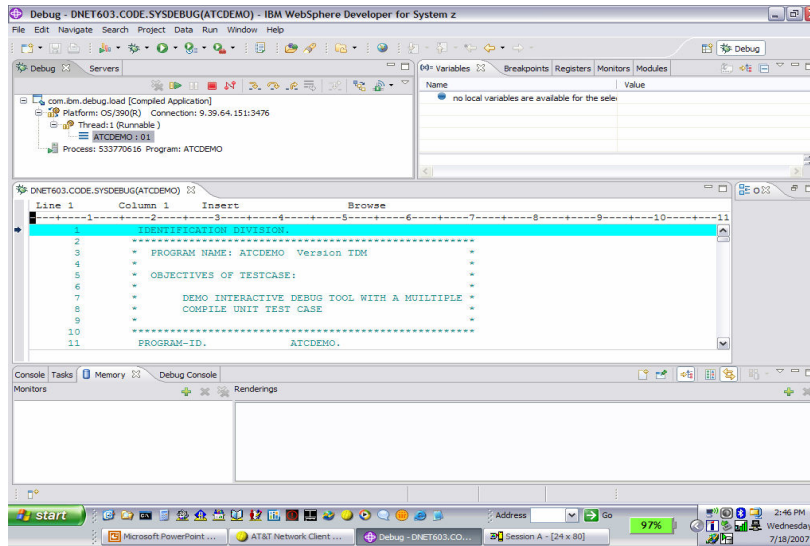 Debug - DNET603.CODE.SYSDEBUG(ATCDEMO) - IBM WebSphere Developer for System z
File Edit Navigate Search Project Data Run Window Help
Debug
Debug Servers
(x)= Variables Breakpoints Registers Monitors Modules
Name Value
no local variables are available for the sele
com.ibm.debug.load [Compiled Application]
Platform: OS/390(R) Connection: 9.39.64.151:3476
Thread:1 (Runnable )
ATCDEMO : 01
Process: 533770616 Program: ATCDEMO
DNET603.CODE.SYSDEBUG(ATCDEMO)
Line 1 Column 1 Insert Browse
----+----1----+----2----+----3----+----4----+----5----+----6----+----7----+----8----+----9----+---10----+---11
1 IDENTIFICATION DIVISION.
2 *****************************************************
3 * PROGRAM NAME: ATCDEMO Version TDM *
4 * *
5 * OBJECTIVES OF TESTCASE: *
6 * *
7 * DEMO INTERACTIVE DEBUG TOOL WITH A MUILTIPLE *
8 * COMPILE UNIT TEST CASE *
9 * *
10 *****************************************************
11 PROGRAM-ID. ATCDEMO.
Console Tasks Memory Debug Console
Monitors
Renderings
start
Address
Go
97%
2:46 PM
Wednesday
7/18/2007
Microsoft PowerPoint ...
AT&T Network Client ...
Debug - DNET603.CO...
Session A - [24 x 80]